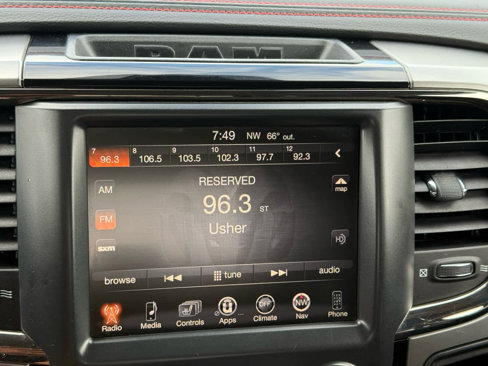 RAM
7:49 NW 66° out.
7 8 9 10 11 12
96.3 106.5 103.5 102.3 97.7 92.3
AM RESERVED map
FM 96.3 ST
Usher
sxm HD
browse tune audio
Radio Media Controls Apps Climate Nav Phone
OFF NW